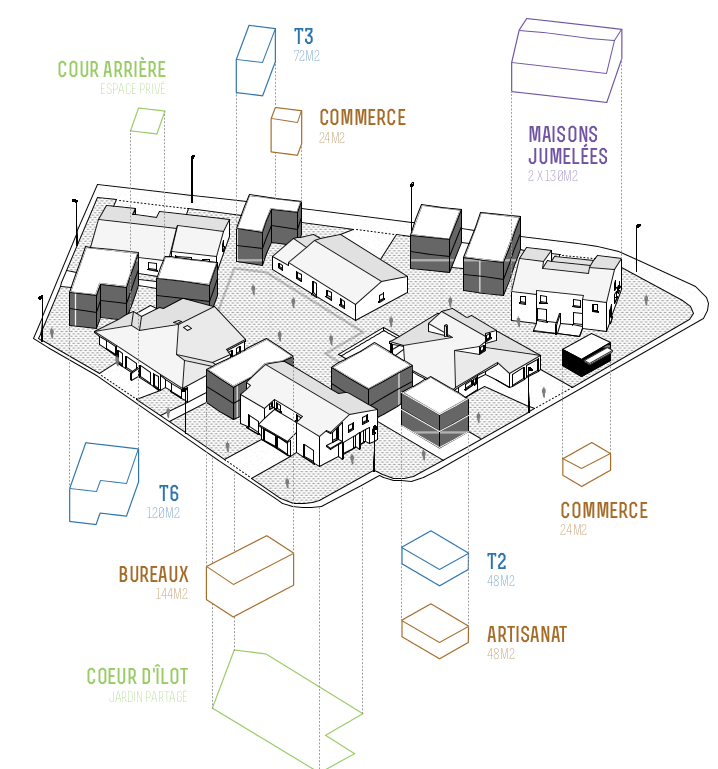 T3
72M2
COUR ARRIÈRE
ESPACE PRIVÉ
COMMERCE
24M2
MAISONS
JUMELÉES
2 X 130M2
T6
120M2
COMMERCE
24M2
BUREAUX
144M2
T2
48M2
ARTISANAT
48M2
COEUR D'ÎLOT
JARDIN PARTAGÉ